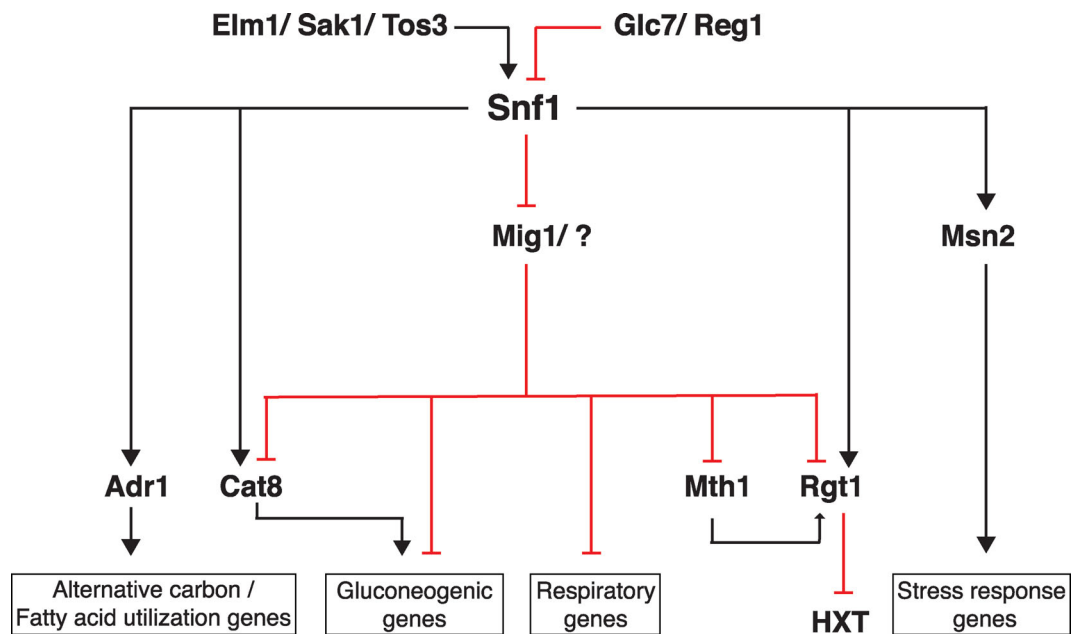 Elm1/ Sak1/ Tos3
Glc7/ Reg1
Snf1
Mig1/ ?
Msn2
Adr1
Cat8
Mth1
Rgt1
Alternative carbon /
Fatty acid utilization genes
Gluconeogenic
genes
Respiratory
genes
HXT
Stress response
genes